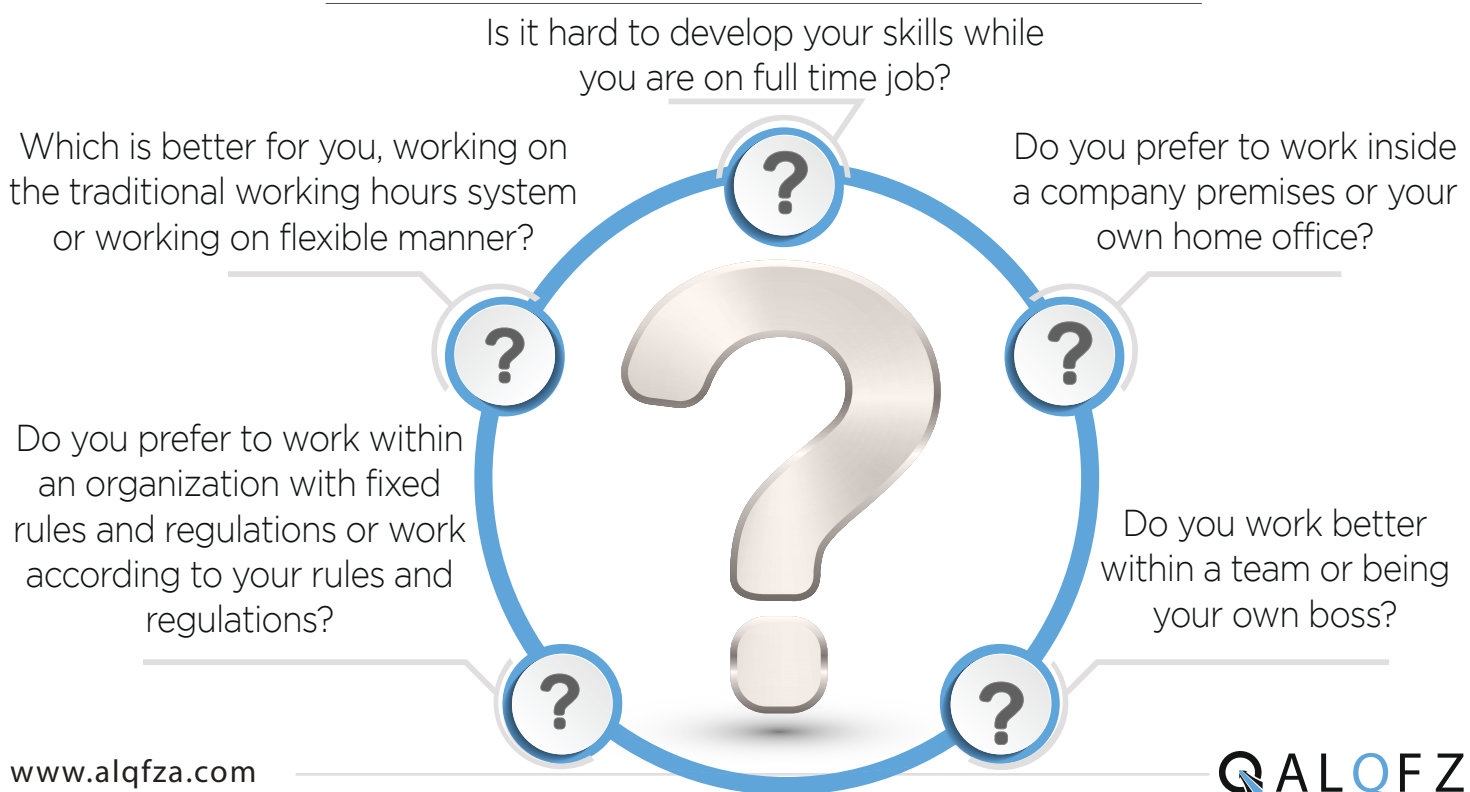 Is it hard to develop your skills while
you are on full time job?
Which is better for you, working on
the traditional working hours system
or working on flexible manner?
Do you prefer to work inside
a company premises or your
own home office?
Do you prefer to work within
an organization with fixed
rules and regulations or work
according to your rules and
regulations?
Do you work better
within a team or being
your own boss?
?
?
?
?
?
?
www.alqfza.com
ALQFZ